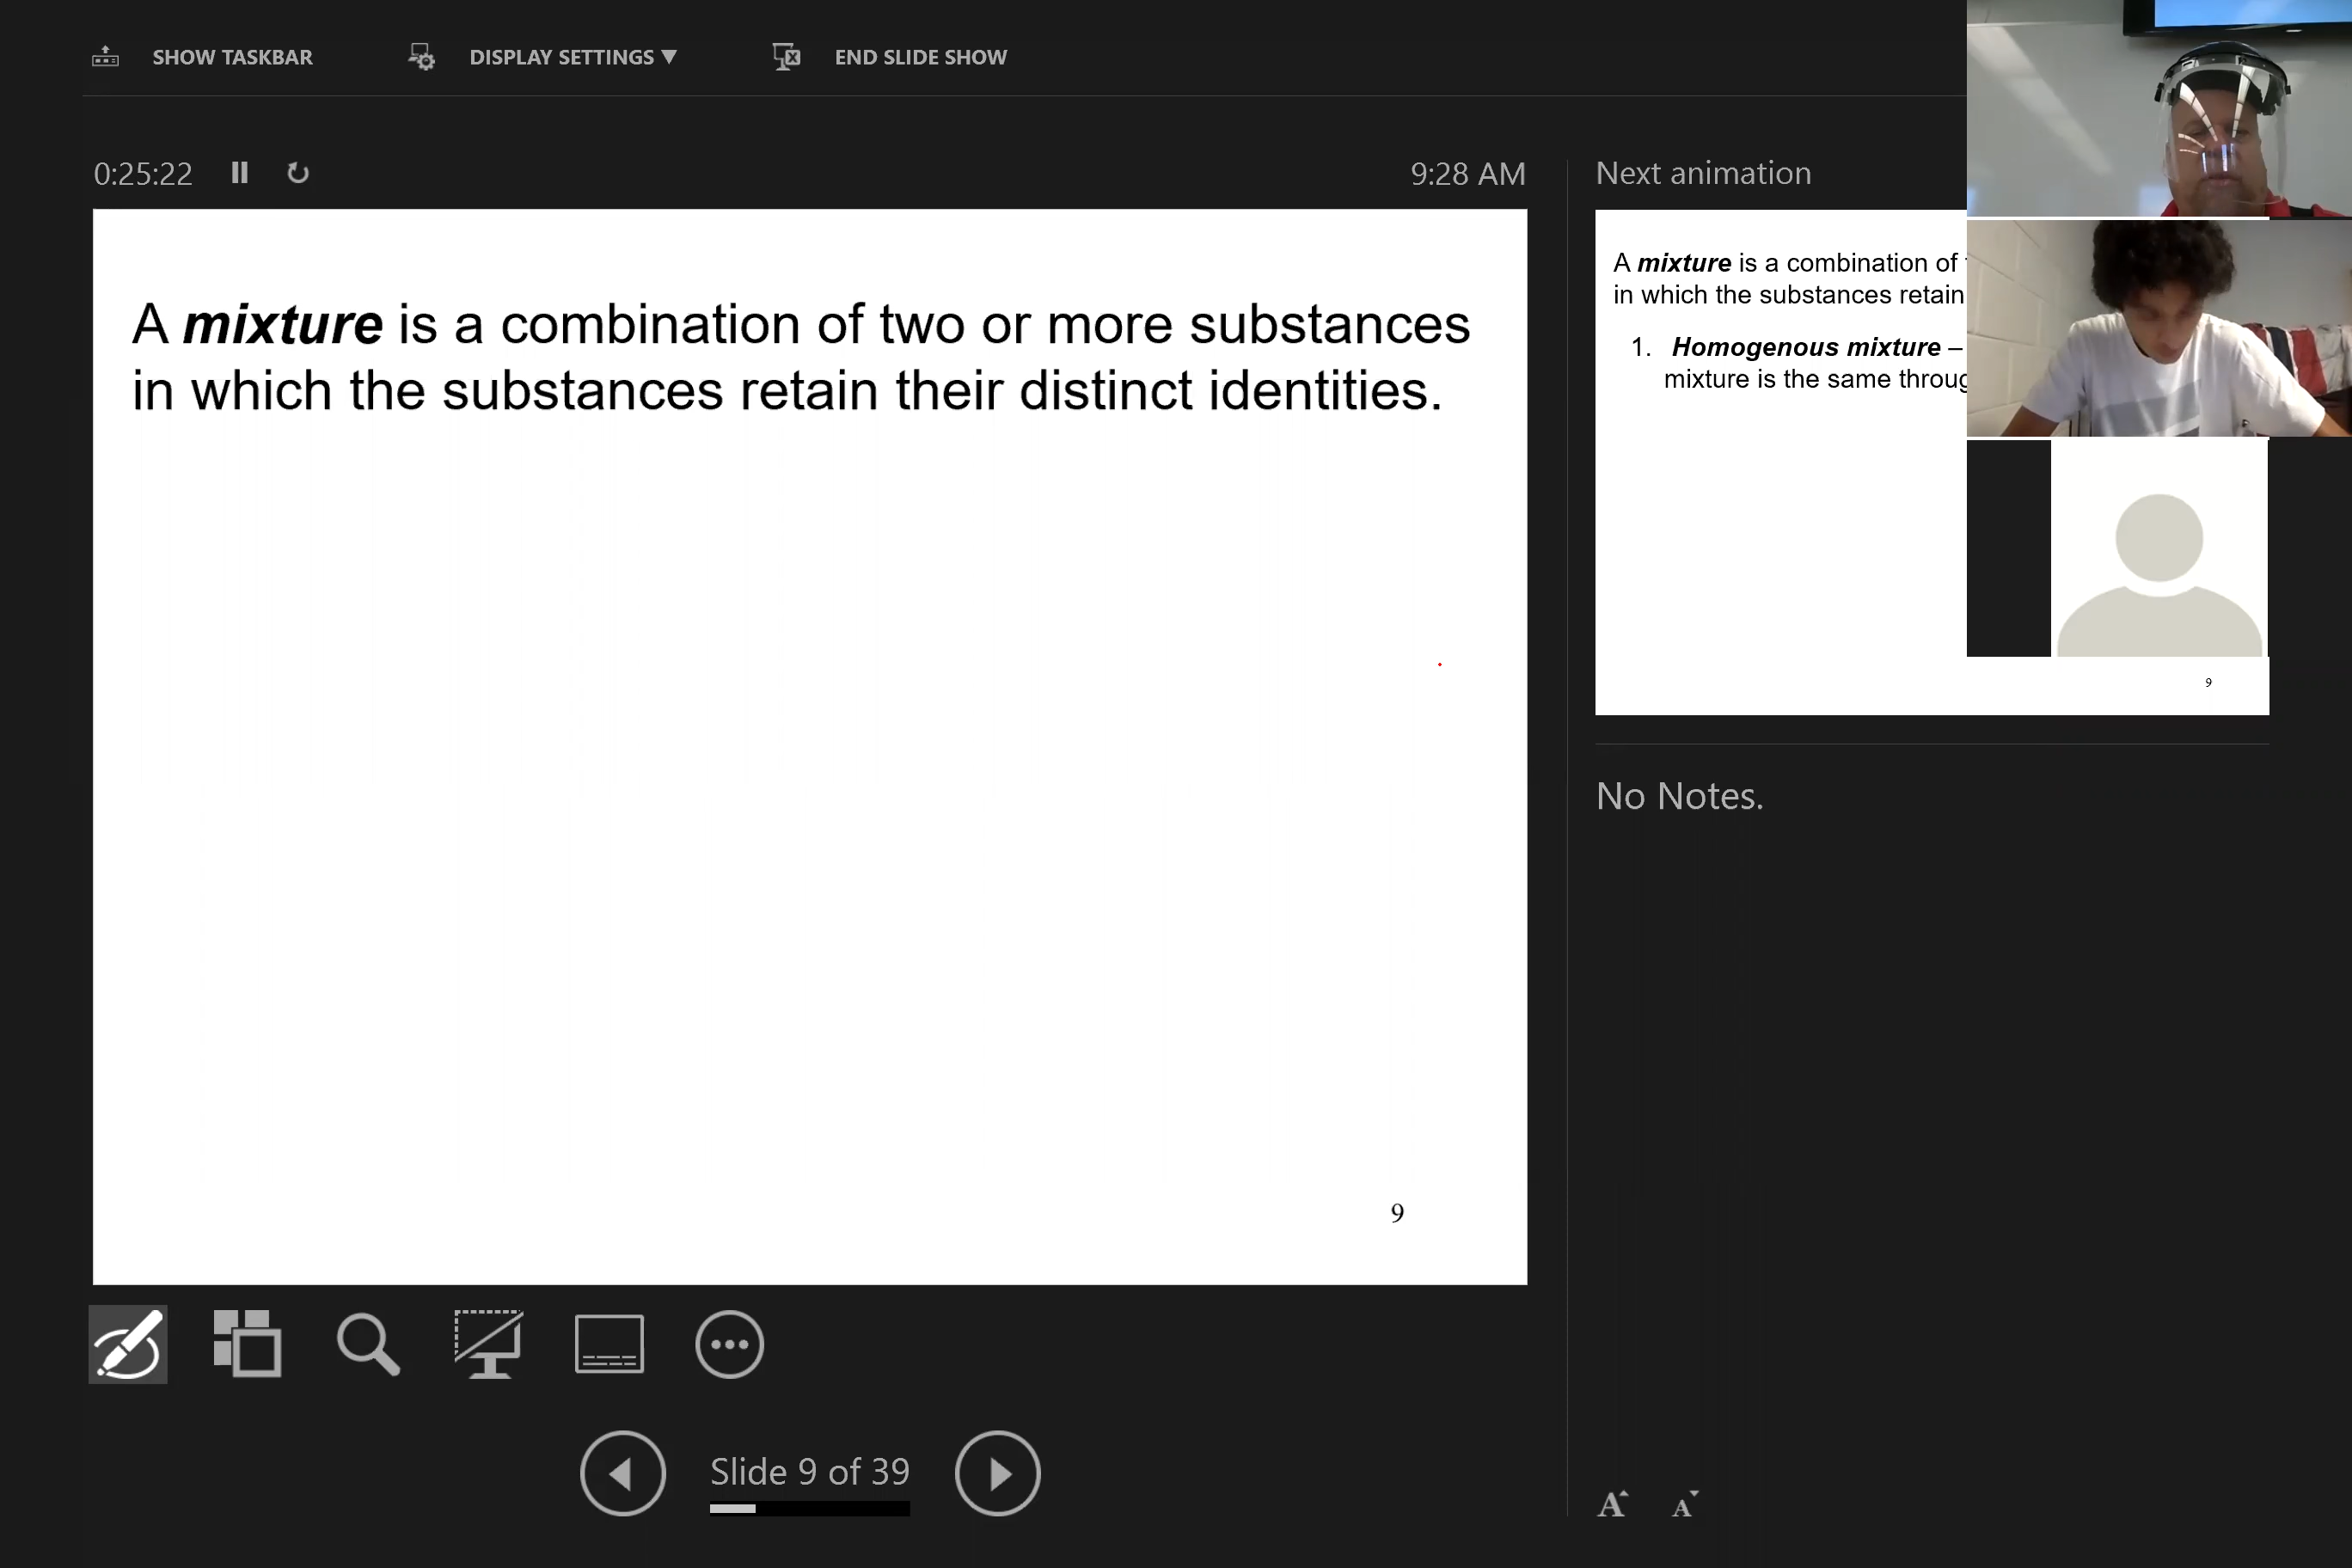 SHOW TASKBAR
DISPLAY SETTINGS ▼
END SLIDE SHOW
0:25:22
9:28 AM
A mixture is a combination of two or more substances
in which the substances retain their distinct identities.
9
Slide 9 of 39
Next animation
A mixture is a combination of
in which the substances retain
1. Homogenous mixture –
mixture is the same
9
No Notes.
A A